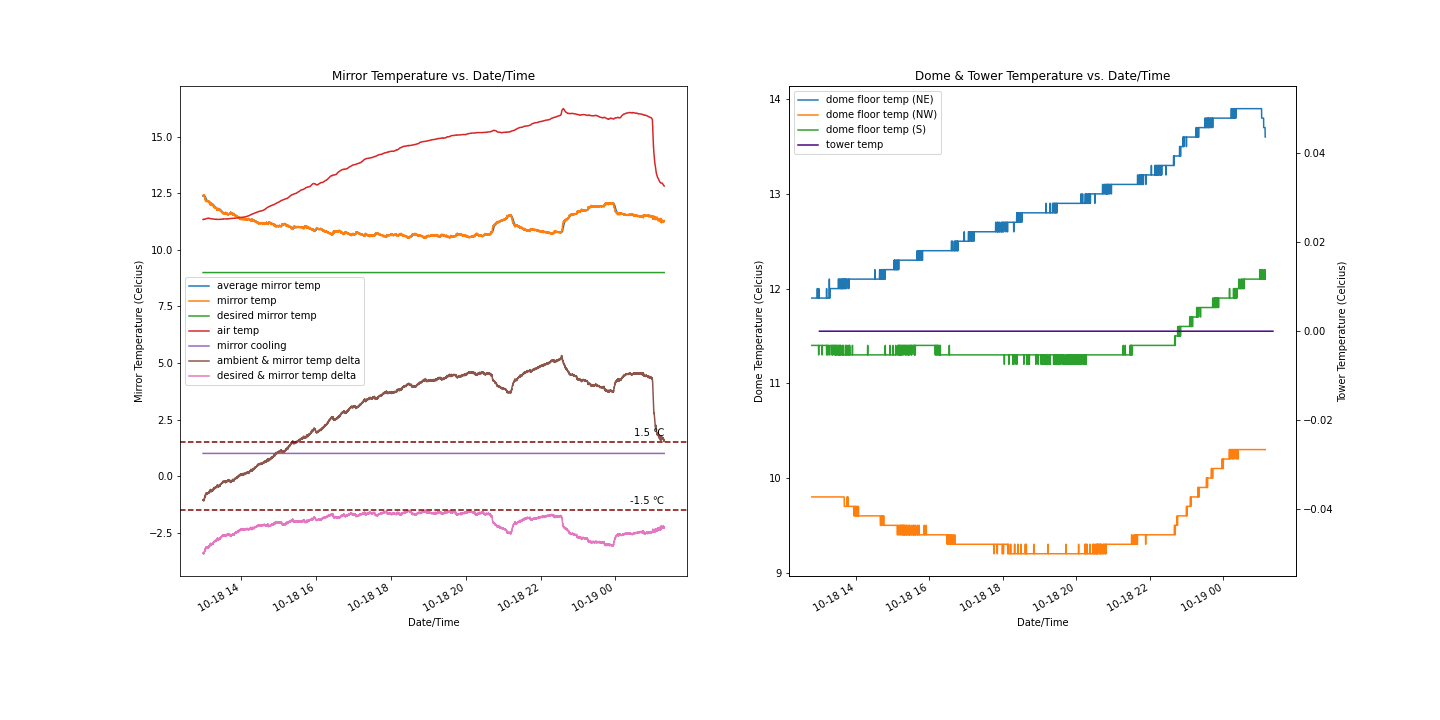 Mirror Temperature vs. Date/Time
Mirror Temperature (Celcius)
15.0
12.5
10.0
7.5
5.0
2.5
0.0
−2.5
average mirror temp
mirror temp
desired mirror temp
air temp
mirror cooling
ambient & mirror temp delta
desired & mirror temp delta
1.5 °C
-1.5 °C
10-18 14
10-18 16
10-18 18
10-18 20
10-18 22
10-19 00
Date/Time
Dome & Tower Temperature vs. Date/Time
Dome Temperature (Celcius)
14
13
12
11
10
9
dome floor temp (NE)
dome floor temp (NW)
dome floor temp (S)
tower temp
0.04
0.02
0.00
−0.02
−0.04
Tower Temperature (Celcius)
10-18 14
10-18 16
10-18 18
10-18 20
10-18 22
10-19 00
Date/Time